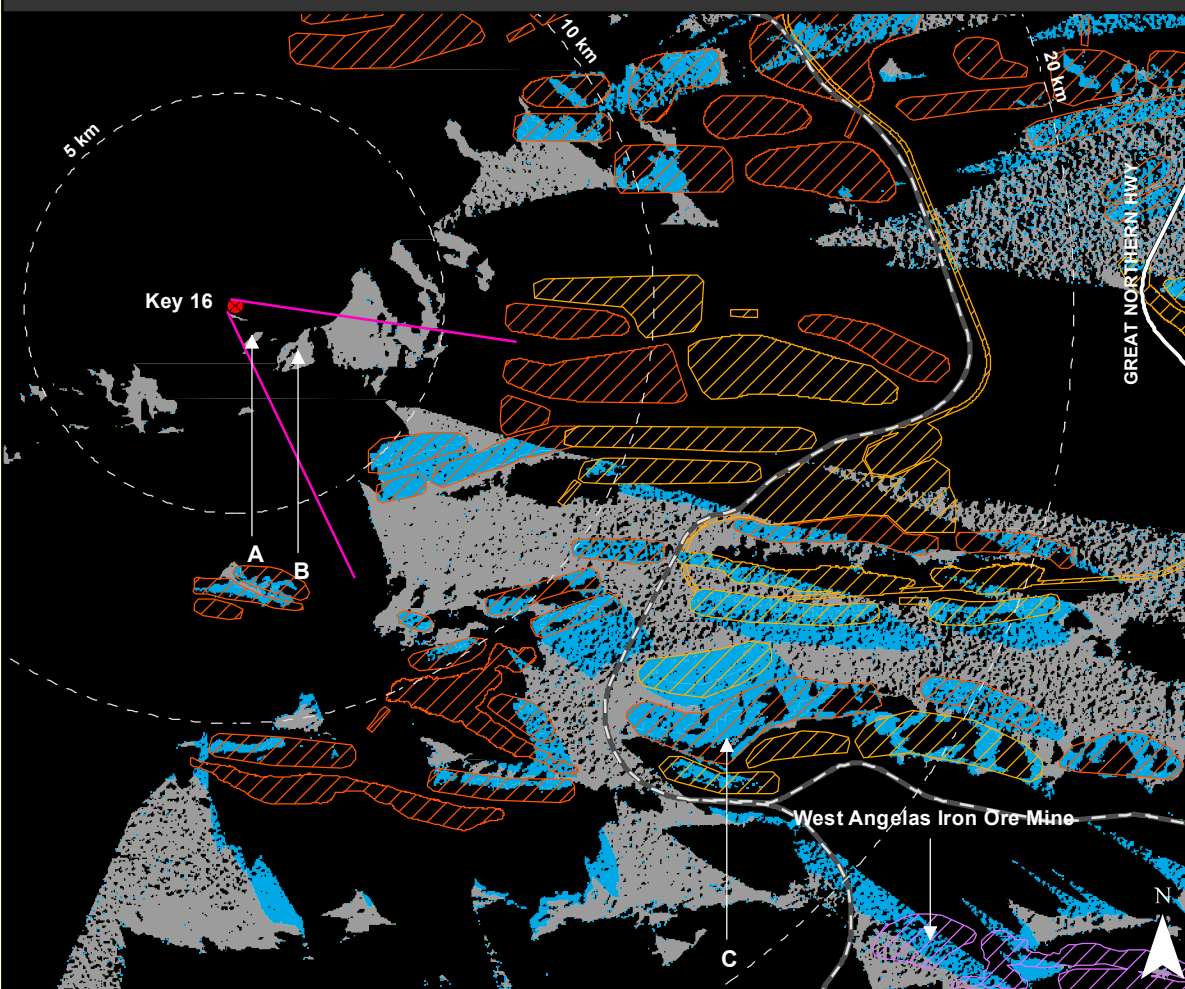 10 km
20 km
5 km
GREAT NORTHERN HWY
Key 16
A
B
West Angelas Iron Ore Mine
N
C